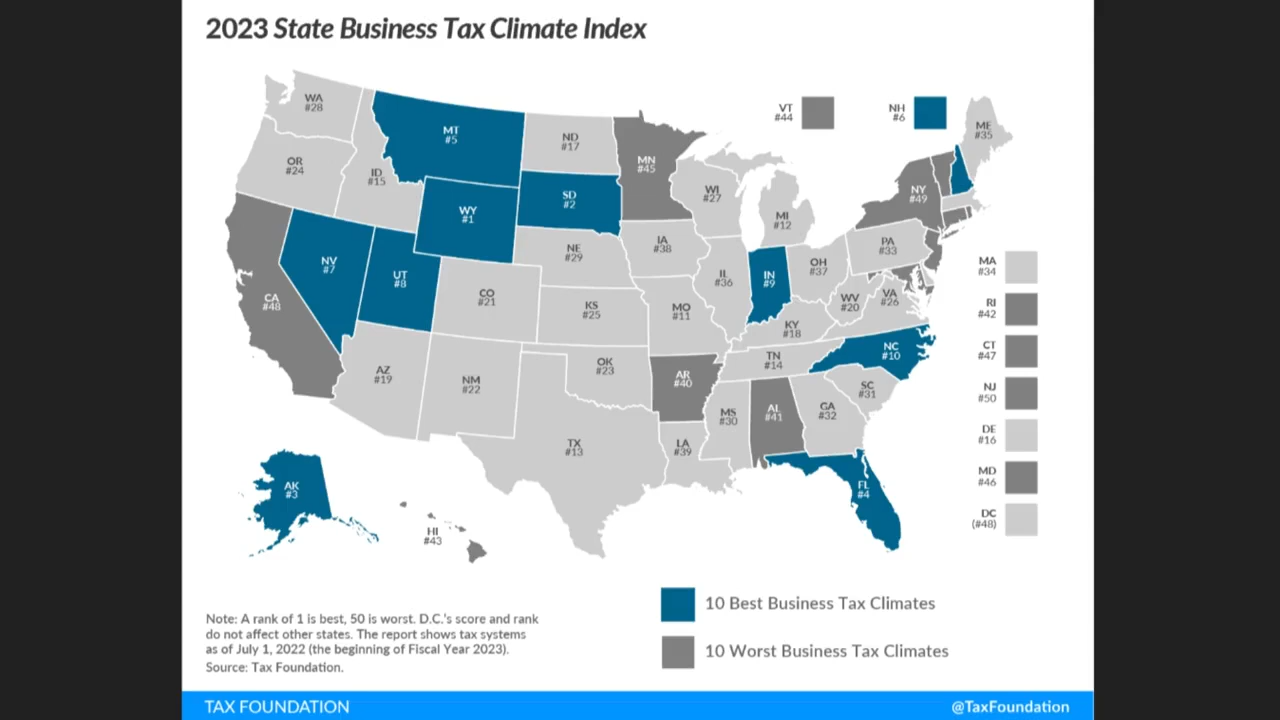 2023 State Business Tax Climate Index
WA
#28
MT
#5
ND
#17
MN
#45
VT
#44
NH
#6
ME
#35
OR
#24
ID
#15
WY
#1
SD
#2
WI
#27
MI
#12
NY
#49
NV
#7
UT
#8
CO
#21
NE
#29
IA
#38
IL
#36
IN
#9
OH
#37
PA
#33
CA
#48
KS
#25
MO
#11
KY
#18
WV
#20
VA
#26
MA
#34
RI
#42
CT
#47
NJ
#50
DE
#16
MD
#46
DC
(#48)
AZ
#19
NM
#22
OK
#23
AR
#40
TN
#14
NC
#10
SC
#31
TX
#13
LA
#39
MS
#30
AL
#41
GA
#32
FL
#4
AK
#3
HI
#43
10 Best Business Tax Climates
10 Worst Business Tax Climates
Note: A rank of 1 is best, 50 is worst. D.C.'s score and rank
do not affect other states. The report shows tax systems
as of July 1, 2022 (the beginning of Fiscal Year 2023).
Source: Tax Foundation.
TAX FOUNDATION
@TaxFoundation